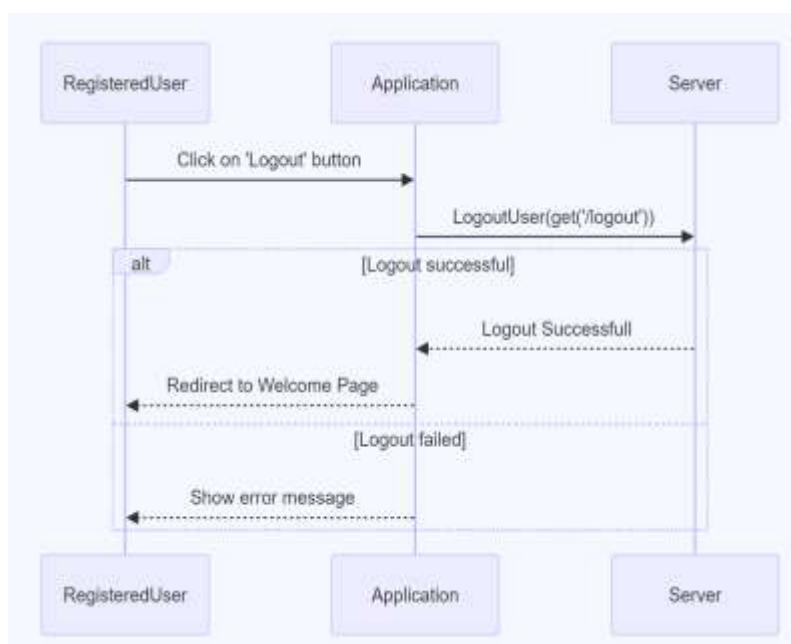 RegisteredUser Application Server
Click on 'Logout' button
LogoutUser(get('/logout'))
alt [Logout successful]
Logout Successfull
Redirect to Welcome Page
[Logout failed]
Show error message
RegisteredUser Application Server